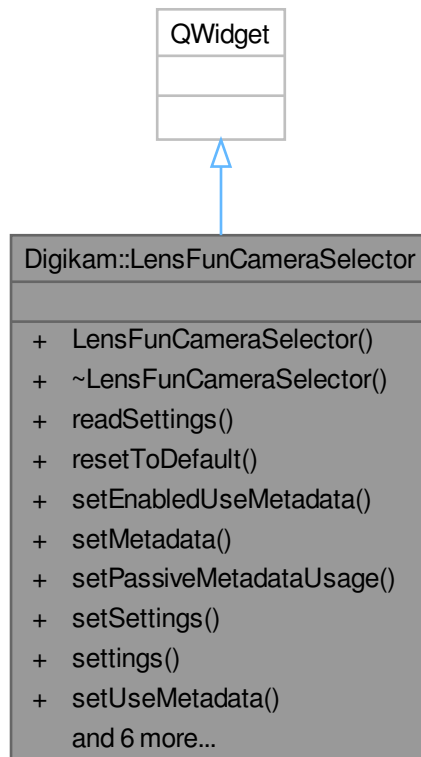 QWidget
Digikam::LensFunCameraSelector
+ LensFunCameraSelector()
+ ~LensFunCameraSelector()
+ readSettings()
+ resetToDefault()
+ setEnabledUseMetadata()
+ setMetadata()
+ setPassiveMetadataUsage()
+ setSettings()
+ settings()
+ setUseMetadata()
and 6 more...